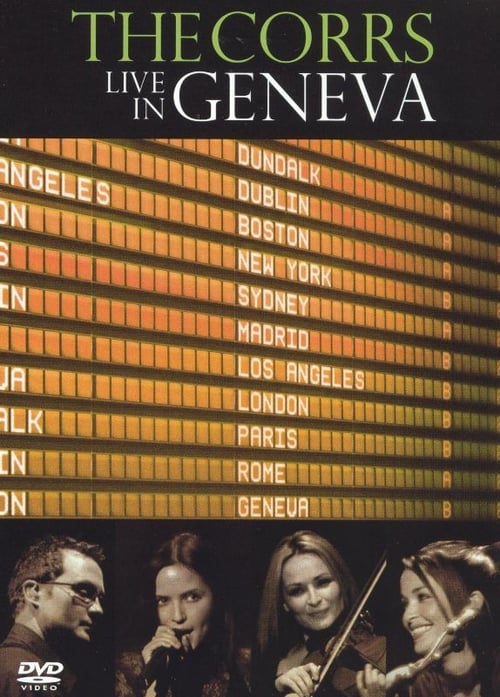 THE CORRS
LIVE IN GENEVA
DUNDALK
ANGELES DUBLIN A
ON BOSTON A
S NEW YORK A
IN SYDNEY B
MADRID B
LOS ANGELES B
UA LONDON B
ALK PARIS B
IN ROME A
ON GENEVA B
DVD
VIDEO